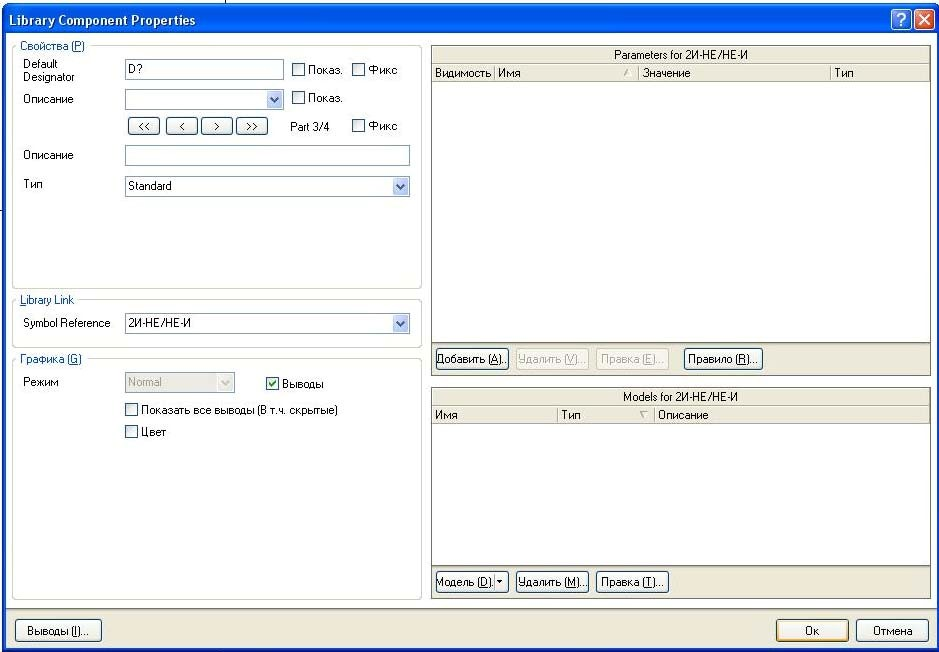 Library Component Properties
Свойства (P)
Default
Designator
D?
Показ.
Фикс
Описание
Показ.
<<
<
>
>>
Part 3/4
Фикс
Описание
Тип
Standard
Library Link
Symbol Reference
2И-НЕ/НЕ-И
Графика (G)
Режим
Normal
Выводы
Показать все выводы (В т.ч. скрытые)
Цвет
Parameters for 2И-НЕ/НЕ-И
Видимость Имя Значение Тип
Добавить (A).. Удалить (V)... Правка (E)... Правило (R)...
Models for 2И-НЕ/НЕ-И
Имя Тип Описание
Модель (D). Удалить (M)... Правка (T)...
Выводы (I)...
Ок
Отмена